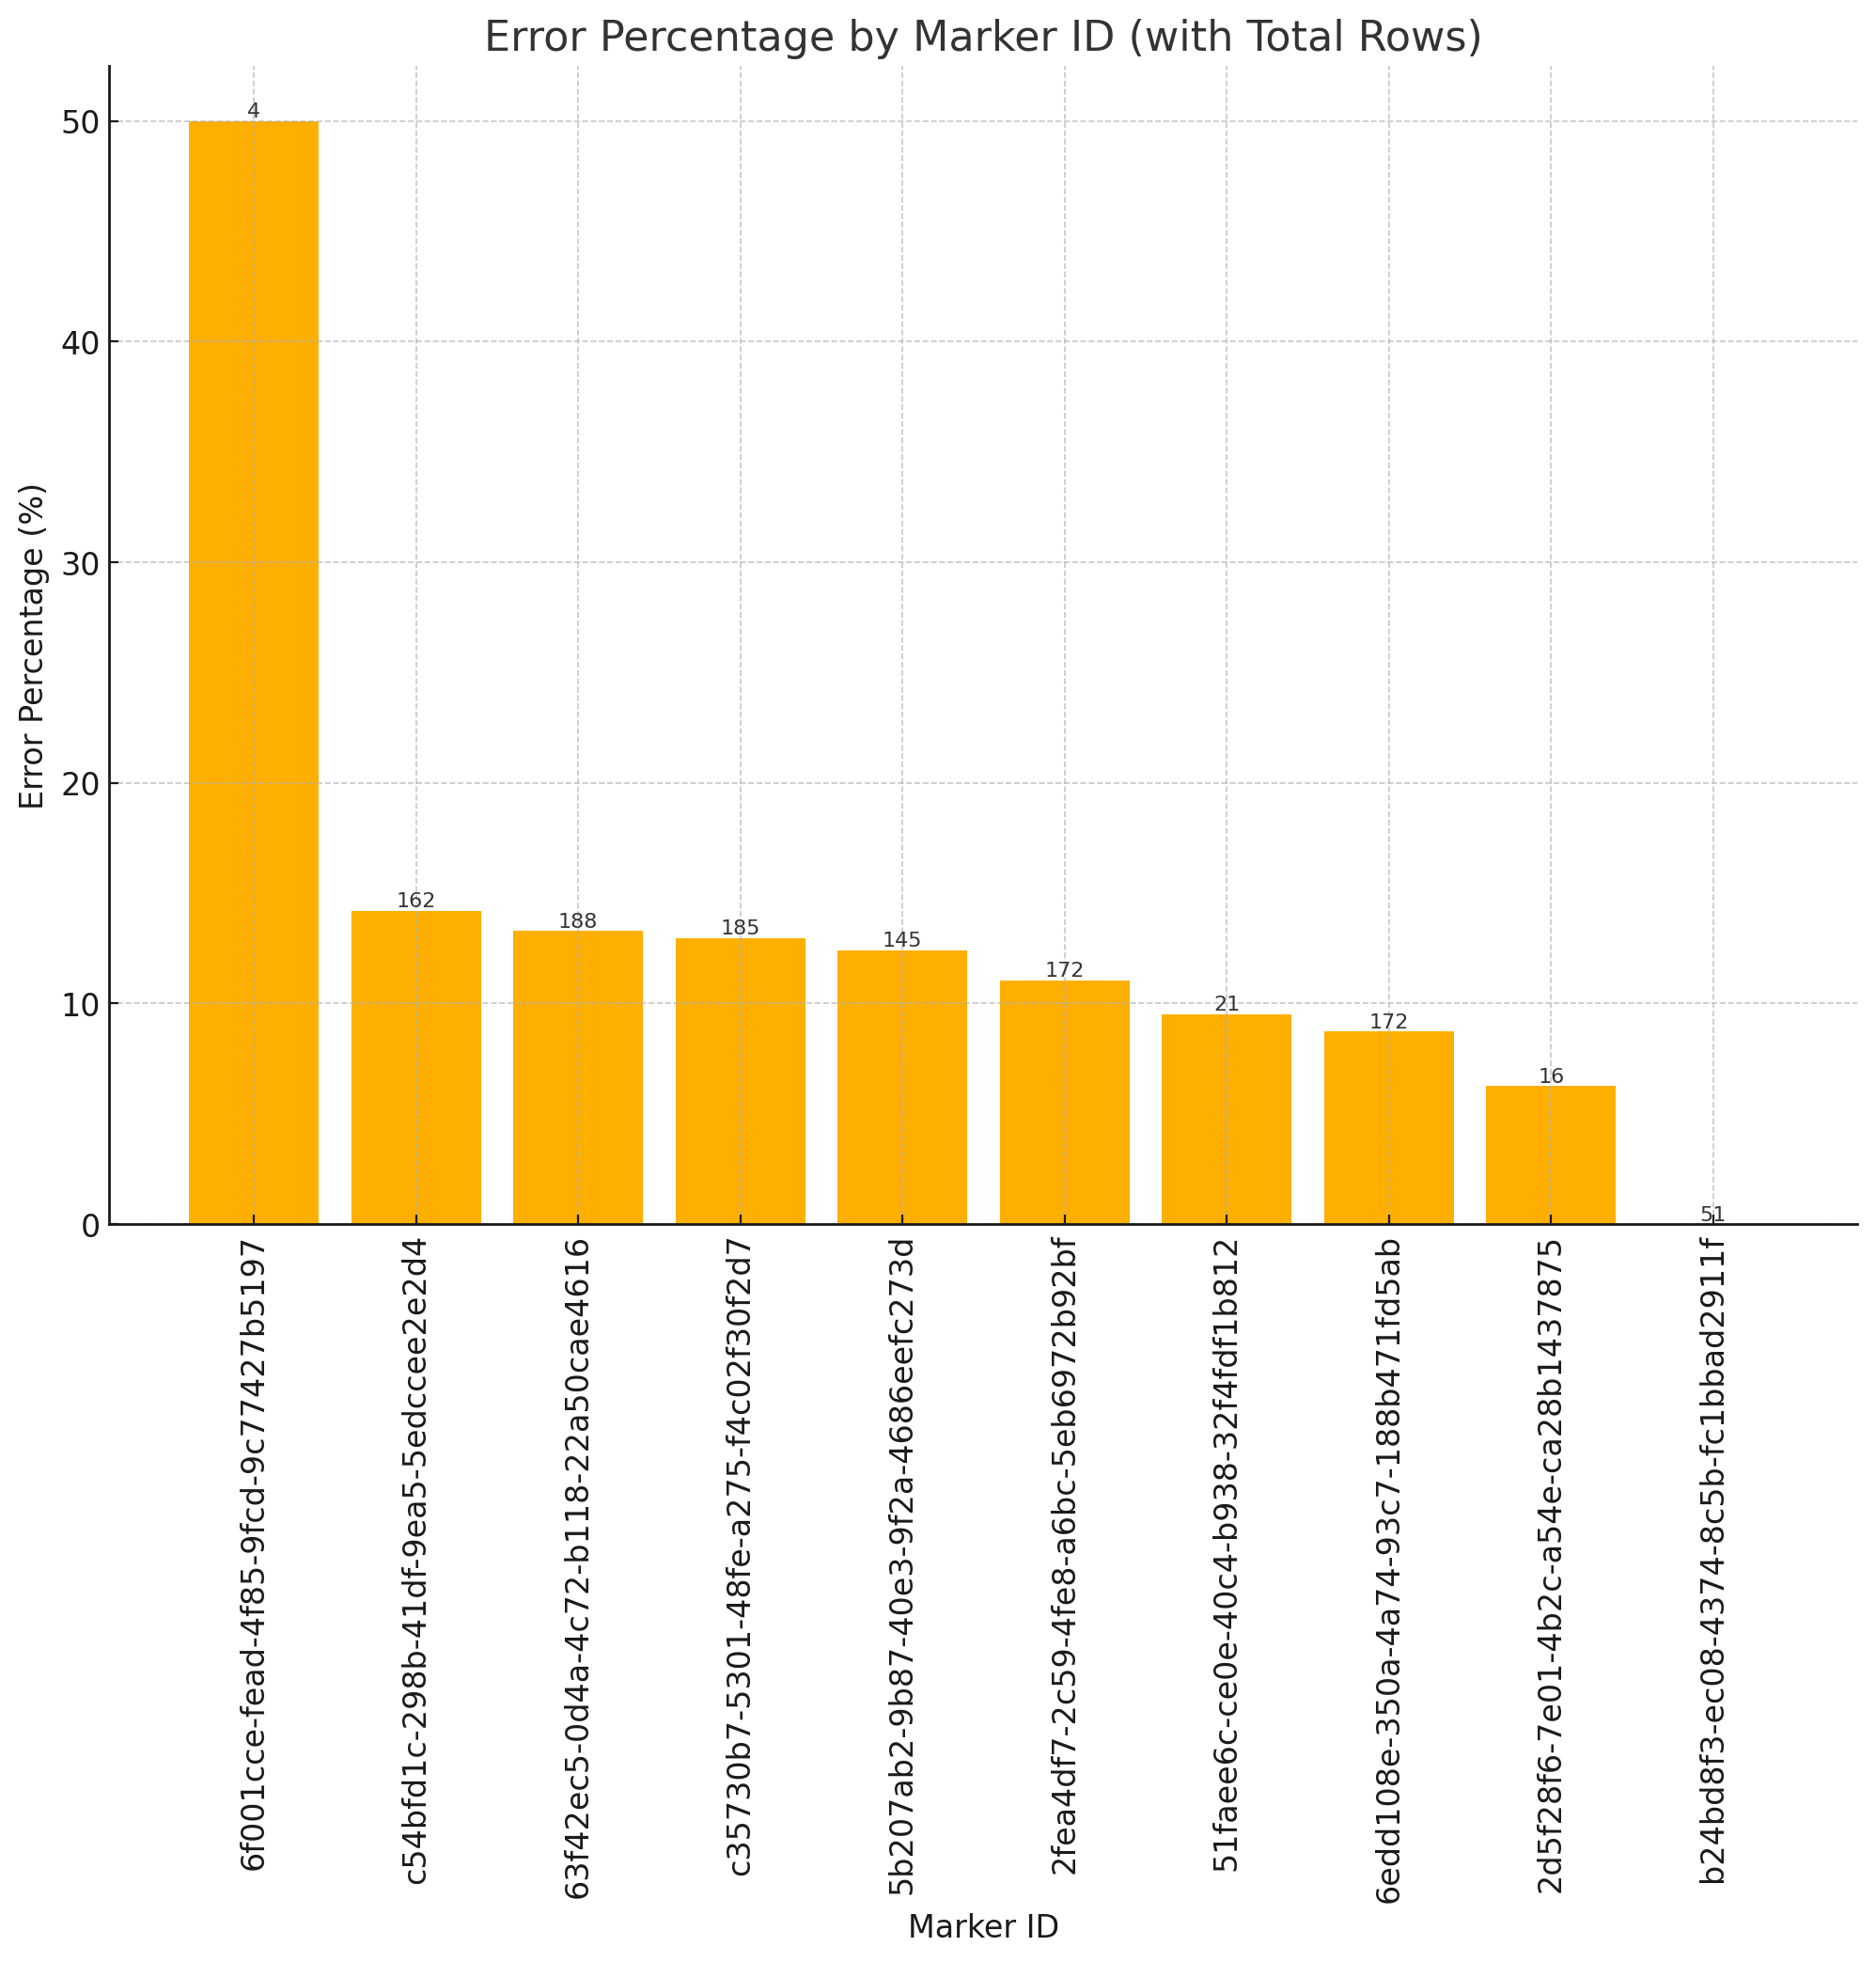 Error Percentage by Marker ID (with Total Rows)
Error Percentage (%)
50
40
30
20
10
0
4
162
188
185
145
172
21
172
16
51
6f001cce-fead-4f85-9fcd-9c77427b5197
c54bfd1c-298b-41df-9ea5-5edccee2e2d4
63f42ec5-0d4a-4c72-b118-22a50cae4616
c35730b7-5301-48fe-a275-f4c02f30f2d7
5b207ab2-9b87-40e3-9f2a-4686eefc273d
2fea4df7-2c59-4fe8-a6bc-5eb6972b92bf
51faee6c-ce0e-40c4-b938-32f4fdf1b812
6edd108e-350a-4a74-93c7-188b471fd5ab
2d5f28f6-7e01-4b2c-a54e-ca28b1437875
b24bd8f3-ec08-4374-8c5b-fc1bbad2911f
Marker ID